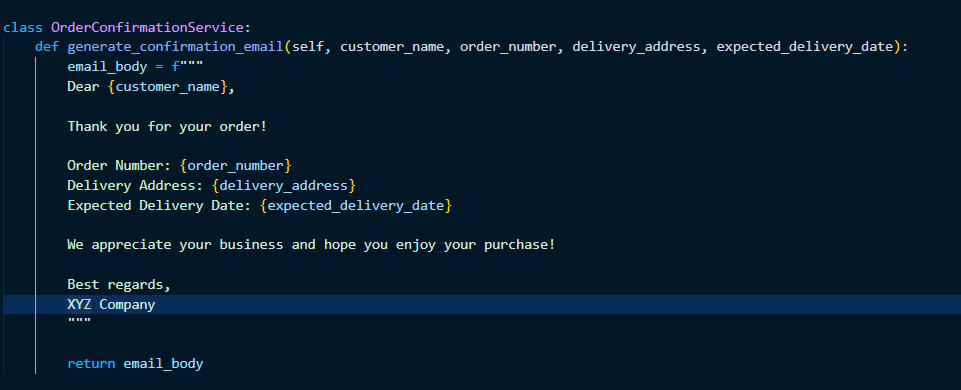 class OrderConfirmationService:
    def generate_confirmation_email(self, customer_name, order_number, delivery_address, expected_delivery_date):
        email_body = f"""
        Dear {customer_name},

        Thank you for your order!

        Order Number: {order_number}
        Delivery Address: {delivery_address}
        Expected Delivery Date: {expected_delivery_date}

        We appreciate your business and hope you enjoy your purchase!

        Best regards,
        XYZ Company
        """

        return email_body